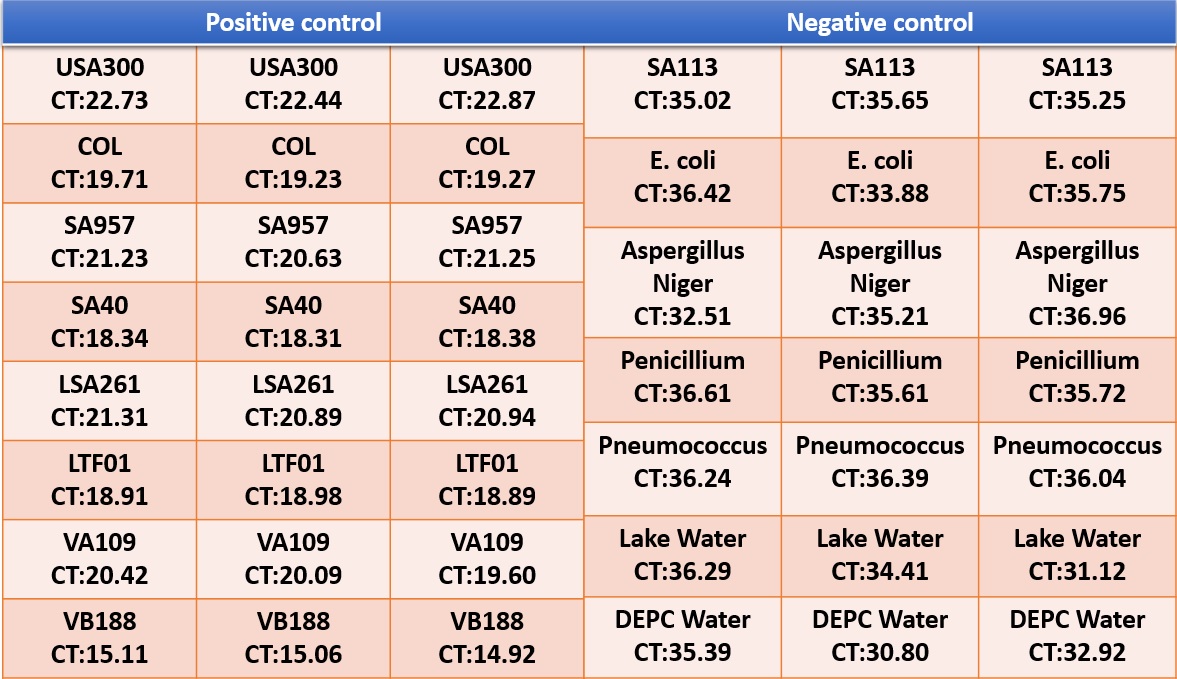 Positive control
Negative control
USA300
CT:22.73
USA300
CT:22.44
USA300
CT:22.87
SA113
CT:35.02
SA113
CT:35.65
SA113
CT:35.25
COL
CT:19.71
COL
CT:19.23
COL
CT:19.27
E. coli
CT:36.42
E. coli
CT:33.88
E. coli
CT:35.75
SA957
CT:21.23
SA957
CT:20.63
SA957
CT:21.25
Aspergillus
Niger
CT:32.51
Aspergillus
Niger
CT:35.21
Aspergillus
Niger
CT:36.96
SA40
CT:18.34
SA40
CT:18.31
SA40
CT:18.38
Penicillium
CT:36.61
Penicillium
CT:35.61
Penicillium
CT:35.72
LSA261
CT:21.31
LSA261
CT:20.89
LSA261
CT:20.94
Pneumococcus
CT:36.24
Pneumococcus
CT:36.39
Pneumococcus
CT:36.04
LTF01
CT:18.91
LTF01
CT:18.98
LTF01
CT:18.89
Lake Water
CT:36.29
Lake Water
CT:34.41
Lake Water
CT:31.12
VA109
CT:20.42
VA109
CT:20.09
VA109
CT:19.60
DEPC Water
CT:35.39
DEPC Water
CT:30.80
DEPC Water
CT:32.92
VB188
CT:15.11
VB188
CT:15.06
VB188
CT:14.92